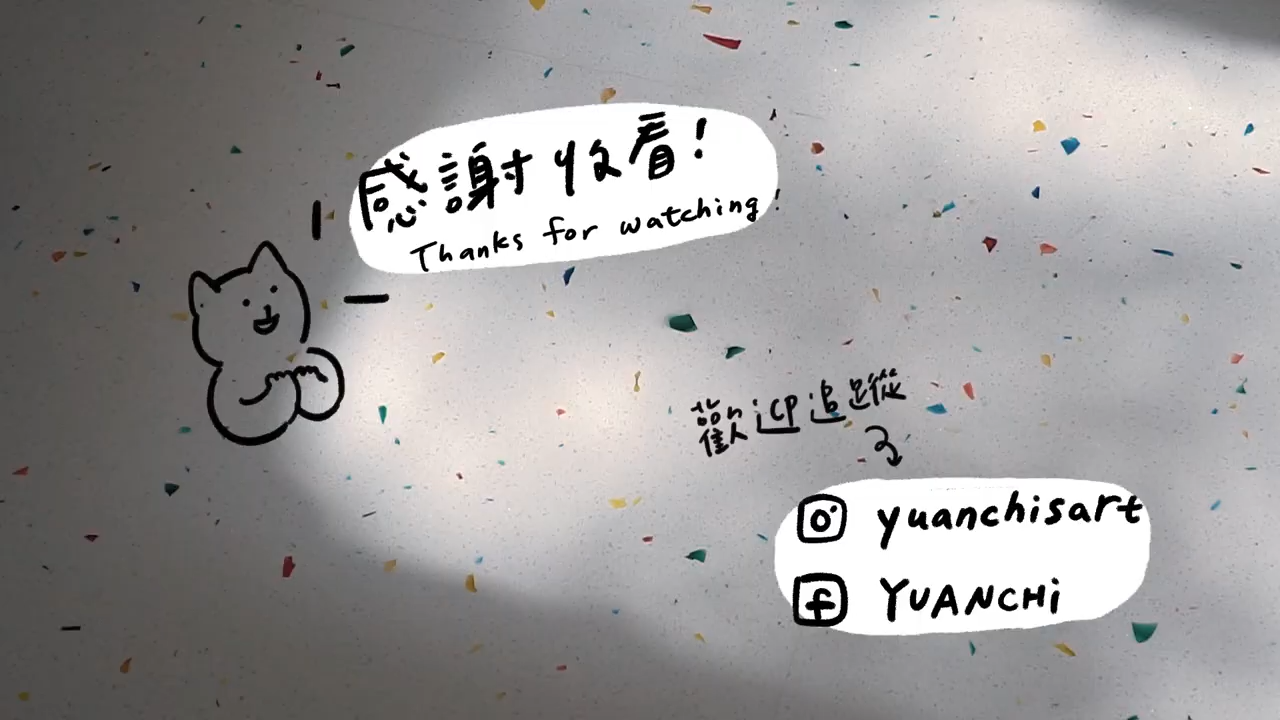 感謝收看!
Thanks for watching!
歡迎追蹤
yuanchisart
YUANCHi